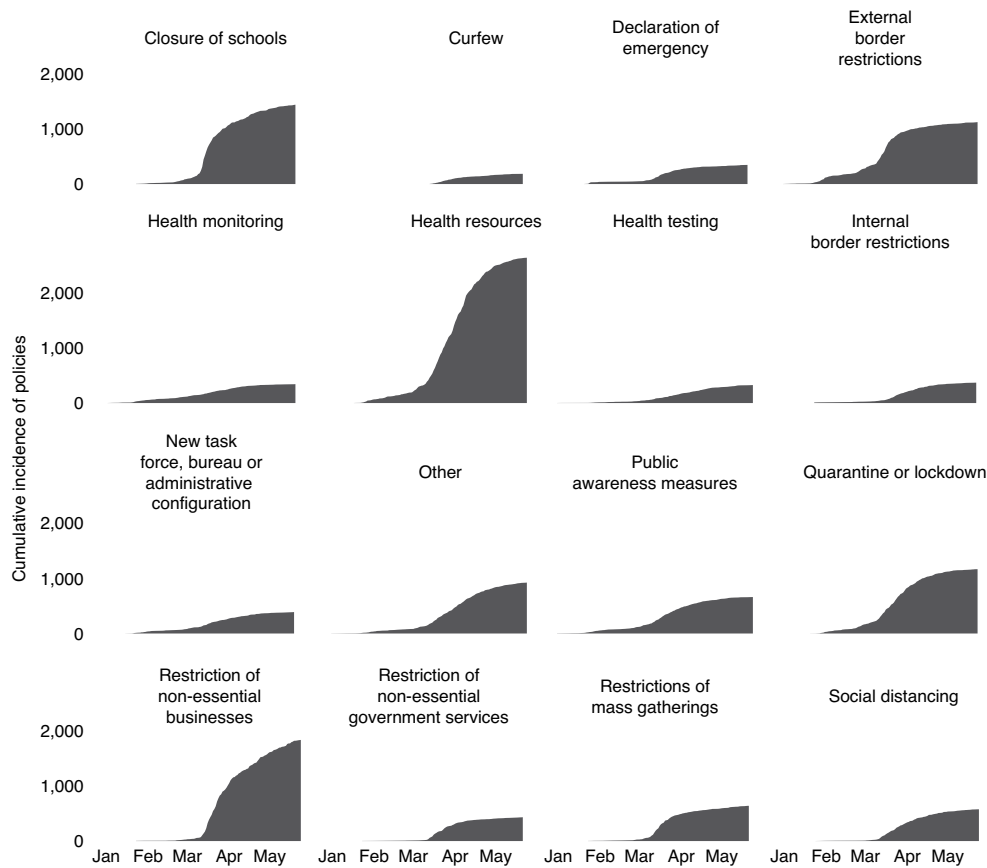 Closure of schools
Curfew
Declaration of
emergency
External
border
restrictions
2,000
1,000
0
Health monitoring
Health resources
Health testing
Internal
border restrictions
2,000
1,000
0
Cumulative incidence of policies
New task
force, bureau or
administrative
configuration
Other
Public
awareness measures
Quarantine or lockdown
2,000
1,000
0
Restriction of
non-essential
businesses
Restriction of
non-essential
government services
Restrictions of
mass gatherings
Social distancing
2,000
1,000
0
Jan Feb Mar Apr May
Jan Feb Mar Apr May
Jan Feb Mar Apr May
Jan Feb Mar Apr May